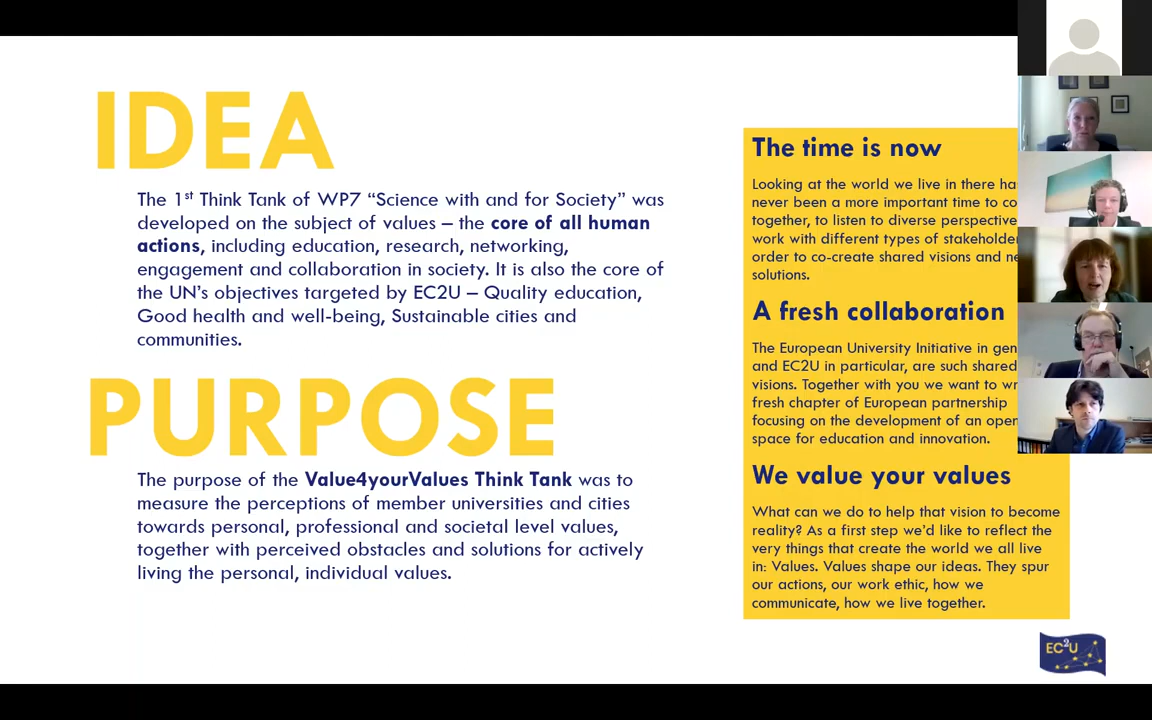 IDEA
The 1st Think Tank of WP7 “Science with and for Society” was
developed on the subject of values – the core of all human
actions, including education, research, networking,
engagement and collaboration in society. It is also the core of
the UN’s objectives targeted by EC2U – Quality education,
Good health and well-being, Sustainable cities and
communities.
PURPOSE
The purpose of the Value4yourValues Think Tank was to
measure the perceptions of member universities and cities
towards personal, professional and societal level values,
together with perceived obstacles and solutions for actively
living the personal, individual values.
The time is now
Looking at the world we live in there
never been a more important time to
together, to listen to diverse
work with different types of
order to co-create shared visions and
solutions.
A fresh collaboration
The European University Initiative in
and EC2U in particular, are such shared
visions. Together with you we want to
fresh chapter of European partnership
focusing on the development of an
space for education and innovation.
We value your values
What can we do to help that vision to become
reality? As a first step we’d like to reflect the
very things that create the world we all live
in: Values. Values shape our ideas. They spur
our actions, our work ethic, how we
communicate, how we live together.
EC2U